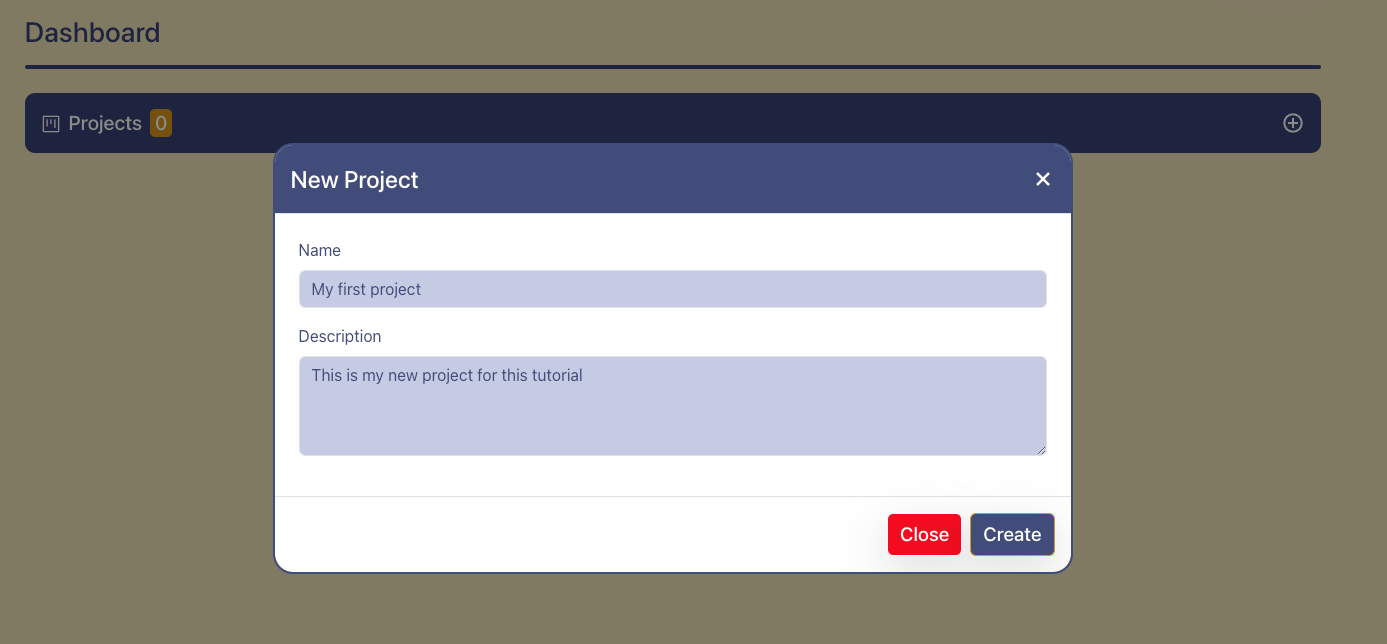 Dashboard
Projects 0
New Project
Name
My first project
Description
This is my new project for this tutorial
Close Create